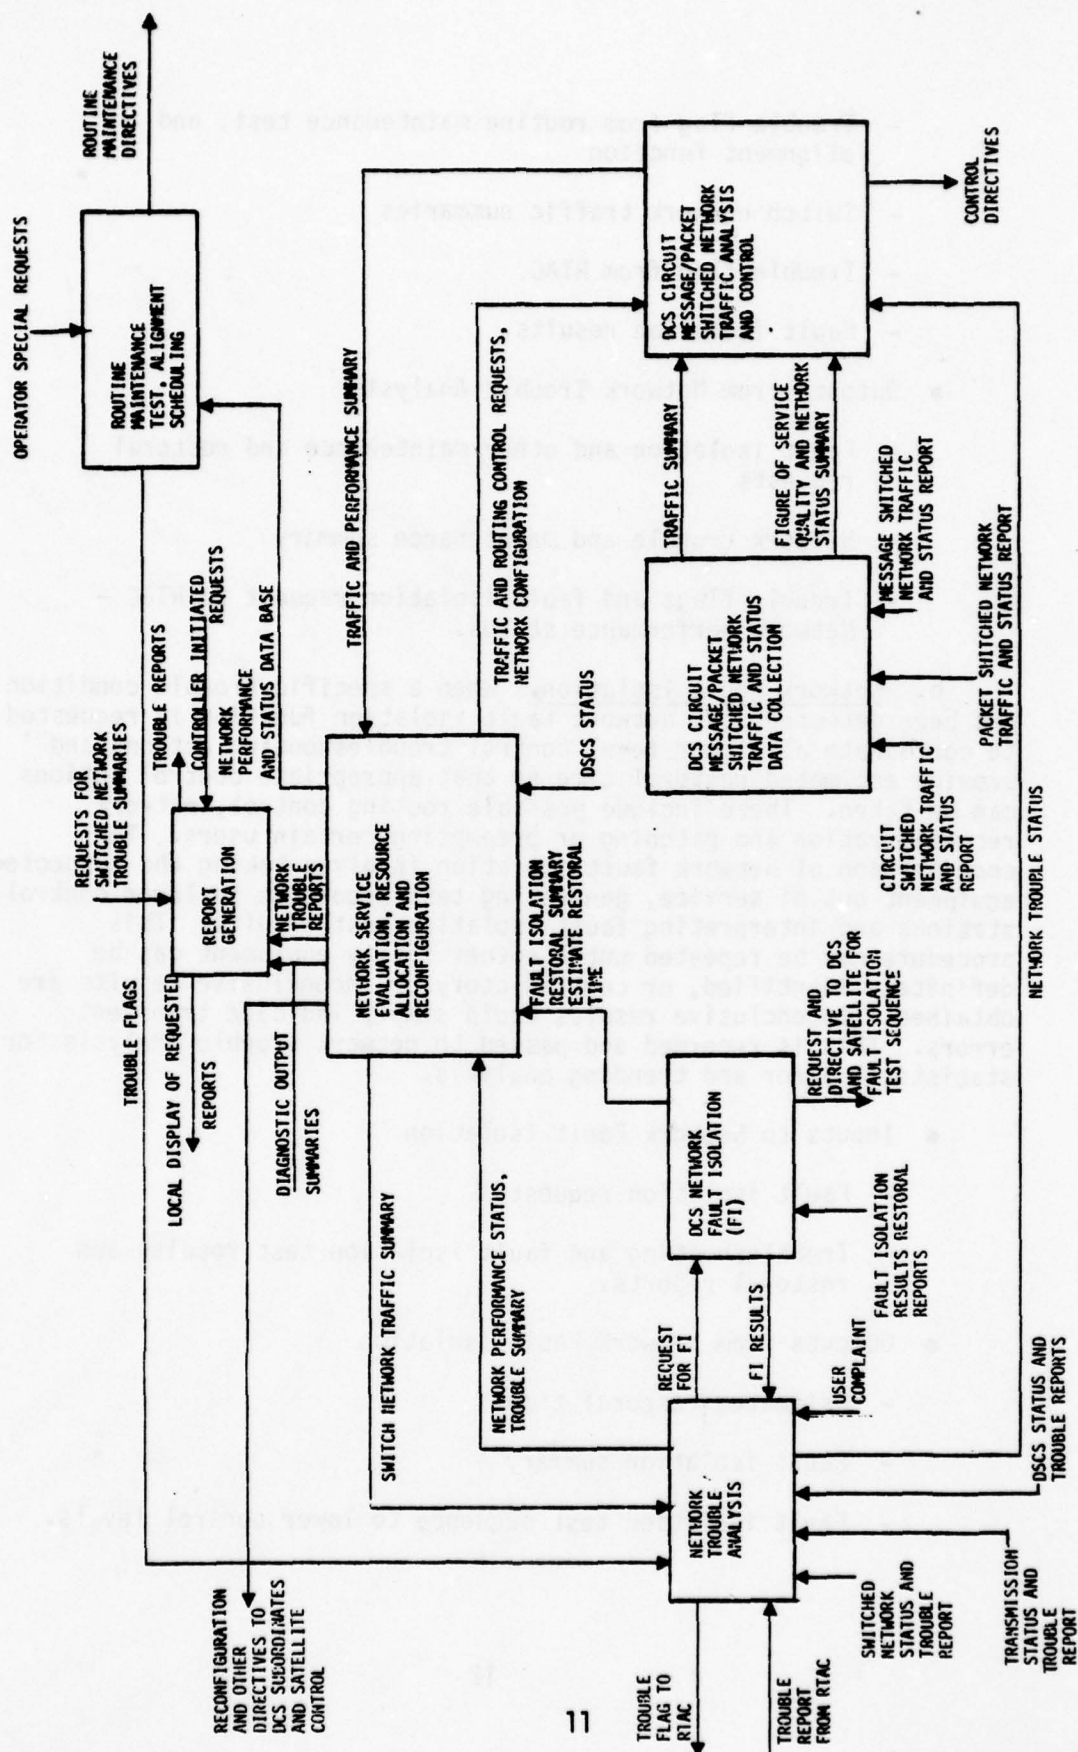 OPERATOR SPECIAL REQUESTS
ROUTINE
MAINTENANCE
DIRECTIVES
ROUTINE
MAINTENANCE
TEST, ALIGNMENT
SCHEDULING
REQUESTS FOR
SWITCHED NETWORK
TROUBLE SUMMARIES
TROUBLE REPORTS
CONTROLLER INITIATED
REQUESTS
NETWORK
PERFORMANCE
AND STATUS DATA BASE
TROUBLE FLAGS
LOCAL DISPLAY OF REQUESTED
REPORTS
REPORT
GENERATION
NETWORK
TROUBLE
REPORTS
DIAGNOSTIC OUTPUT
SUMMARIES
RECONFIGURATION
AND OTHER
DIRECTIVES TO
DCS SUBORDINATES
AND SATELLITE
CONTROL
TRAFFIC AND PERFORMANCE SUMMARY
NETWORK SERVICE
EVALUATION, RESOURCE
ALLOCATION, AND
RECONFIGURATION
SWITCH NETWORK TRAFFIC SUMMARY
TRAFFIC AND ROUTING CONTROL REQUESTS,
NETWORK CONFIGURATION
NETWORK PERFORMANCE STATUS,
TROUBLE SUMMARY
FAULT ISOLATION
RESTORAL SUMMARY
ESTIMATE RESTORAL
TIME
DSCS STATUS
DCS CIRCUIT
MESSAGE/PACKET
SWITCHED NETWORK
TRAFFIC ANALYSIS
AND CONTROL
CONTROL
DIRECTIVES
TRAFFIC SUMMARY
FIGURE OF SERVICE
QUALITY AND NETWORK
STATUS SUMMARY
DCS CIRCUIT
MESSAGE/PACKET
SWITCHED NETWORK
TRAFFIC AND STATUS
DATA COLLECTION
MESSAGE SWITCHED
NETWORK TRAFFIC
AND STATUS REPORT
PACKET SWITCHED NETWORK
TRAFFIC AND STATUS REPORT
CIRCUIT
SWITCHED
NETWORK TRAFFIC
AND STATUS
REPORT
NETWORK TROUBLE STATUS
DCS NETWORK
FAULT ISOLATION
(FI)
REQUEST AND
DIRECTIVE TO DCS
AND SATELLITE FOR
FAULT ISOLATION
TEST SEQUENCE
FAULT ISOLATION
RESULTS RESTORAL
REPORTS
REQUEST
FOR FI
FI RESULTS
USER
COMPLAINT
NETWORK
TROUBLE
ANALYSIS
DSCS STATUS AND
TROUBLE REPORTS
TRANSMISSION
STATUS AND
TROUBLE
REPORT
SWITCHED
NETWORK
STATUS AND
TROUBLE
REPORT
TROUBLE
FLAG TO
RTAC
TROUBLE
REPORT
FROM RTAC
11